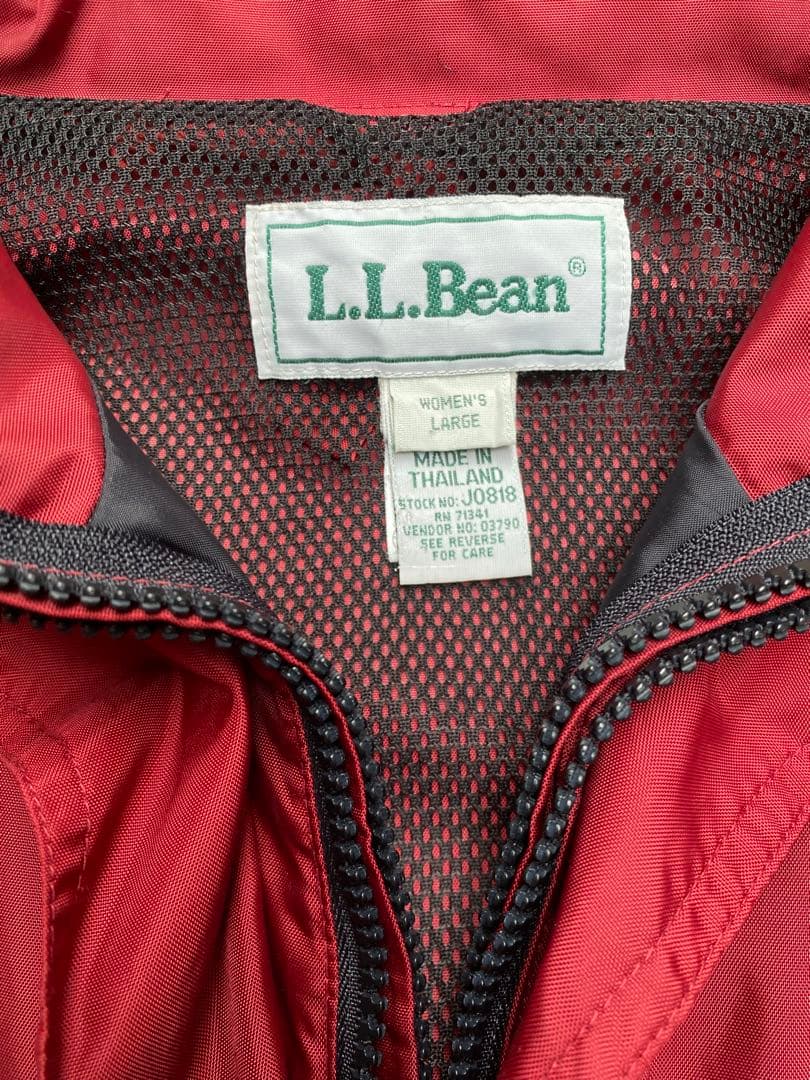 L.L.Bean®
WOMEN'S
LARGE
MADE IN
THAILAND
STOCK NO: J0818
RN 71341
VENDOR NO: 03790
SEE REVERSE
FOR CARE